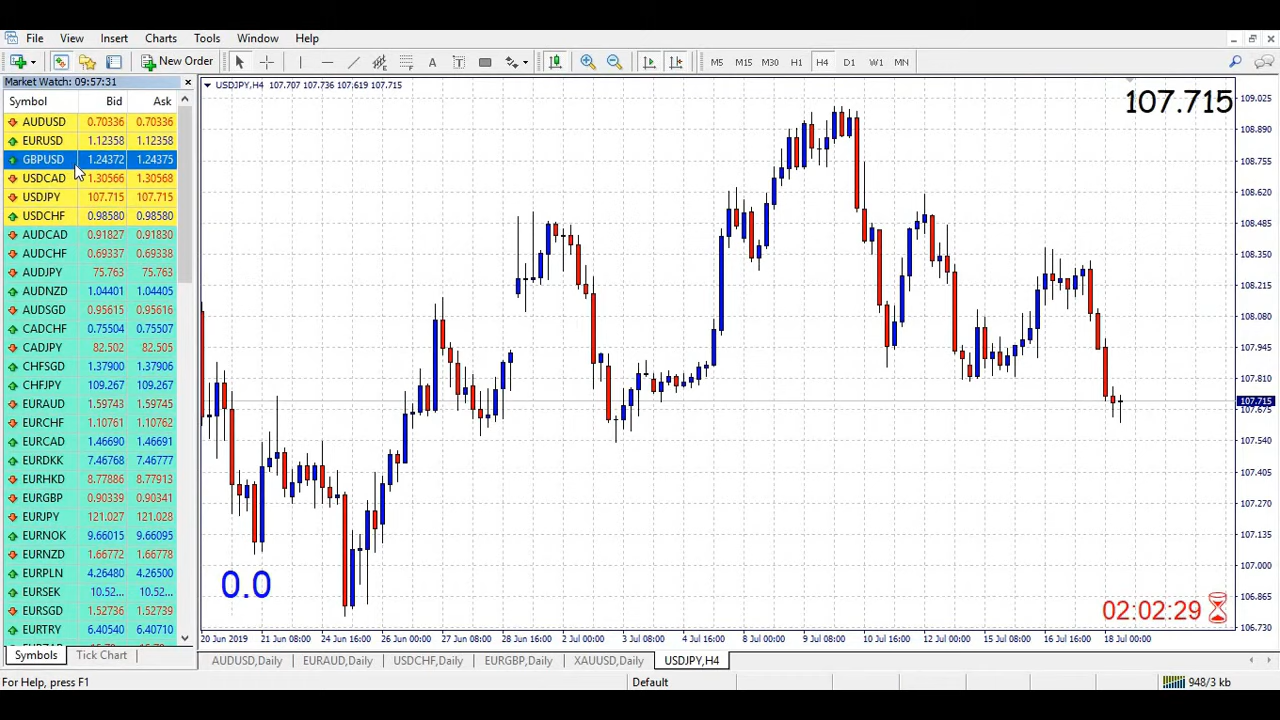 File View Insert Charts Tools Window Help
New Order
M5 M15 M30 H1 H4 D1 W1 MN
Market Watch: 09:57:31
Symbol Bid Ask
AUDUSD 0.70336 0.70336
EURUSD 1.12358 1.12358
GBPUSD 1.24372 1.24375
USDCAD 1.30566 1.30568
USDJPY 107.715 107.715
USDCHF 0.98580 0.98580
AUDCAD 0.91827 0.91830
AUDCHF 0.69337 0.69338
AUDJPY 75.763 75.763
AUDNZD 1.04401 1.04405
AUDSGD 0.95615 0.95616
CADCHF 0.75504 0.75507
CADJPY 82.502 82.505
CHFSGD 1.37900 1.37906
CHFJPY 109.267 109.267
EURAUD 1.59743 1.59745
EURCHF 1.10761 1.10762
EURCAD 1.46690 1.46691
EURDKK 7.46768 7.46777
EURHKD 8.77886 8.77913
EURGBP 0.90339 0.90341
EURJPY 121.027 121.028
EURNOK 9.66015 9.66095
EURNZD 1.66772 1.66778
EURPLN 4.26480 4.26500
EURSEK 10.52... 10.52...
EURSGD 1.52736 1.52739
EURTRY 6.40540 6.40710
Symbols Tick Chart
USDJPY,H4 107.707 107.736 107.619 107.715
107.715
109.025
108.890
108.755
108.620
108.485
108.350
108.215
108.080
107.945
107.810
107.715
107.675
107.540
107.405
107.270
107.135
107.000
106.865
106.730
0.0
02:02:29
20 Jun 2019 21 Jun 08:00 24 Jun 16:00 26 Jun 00:00 27 Jun 08:00 28 Jun 16:00 2 Jul 00:00 3 Jul 08:00 4 Jul 16:00 8 Jul 00:00 9 Jul 08:00 10 Jul 16:00 12 Jul 00:00 15 Jul 08:00 16 Jul 16:00 18 Jul 00:00
AUDUSD,Daily EURAUD,Daily USDCHF,Daily EURGBP,Daily XAUUSD,Daily USDJPY,H4
For Help, press F1 Default 948/3 kb